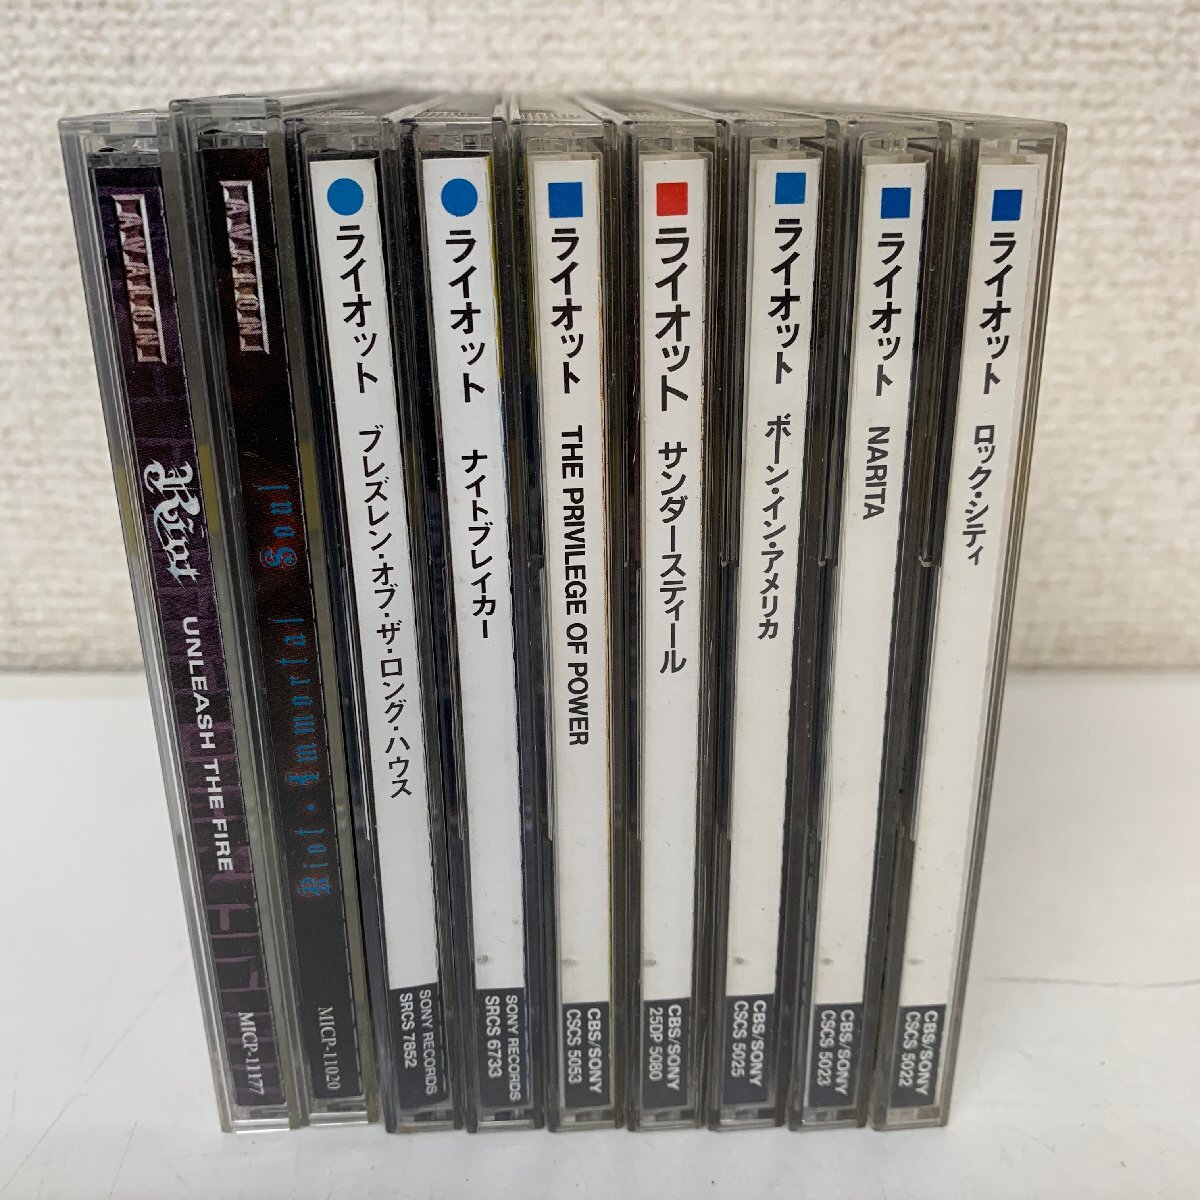 AVALON
Riot UNLEASH THE FIRE
MICP-11177
AVALON
Riot・Immortal Soul
MICP-11020
ライオット ブレズレン・オブ・ザ・ロング・ハウス
SONY RECORDS
SRCS 7852
ライオット ナイトブレイカー
SONY RECORDS
SRCS 6733
ライオット THE PRIVILEGE OF POWER
CBS/SONY
CSCS 5053
ライオット サンダースティール
CBS/SONY
25DP 5080
ライオット ボーン・イン・アメリカ
CBS/SONY
CSCS 5025
ライオット NARITA
CBS/SONY
CSCS 5023
ライオット ロック・シティ
CBS/SONY
CSCS 5022